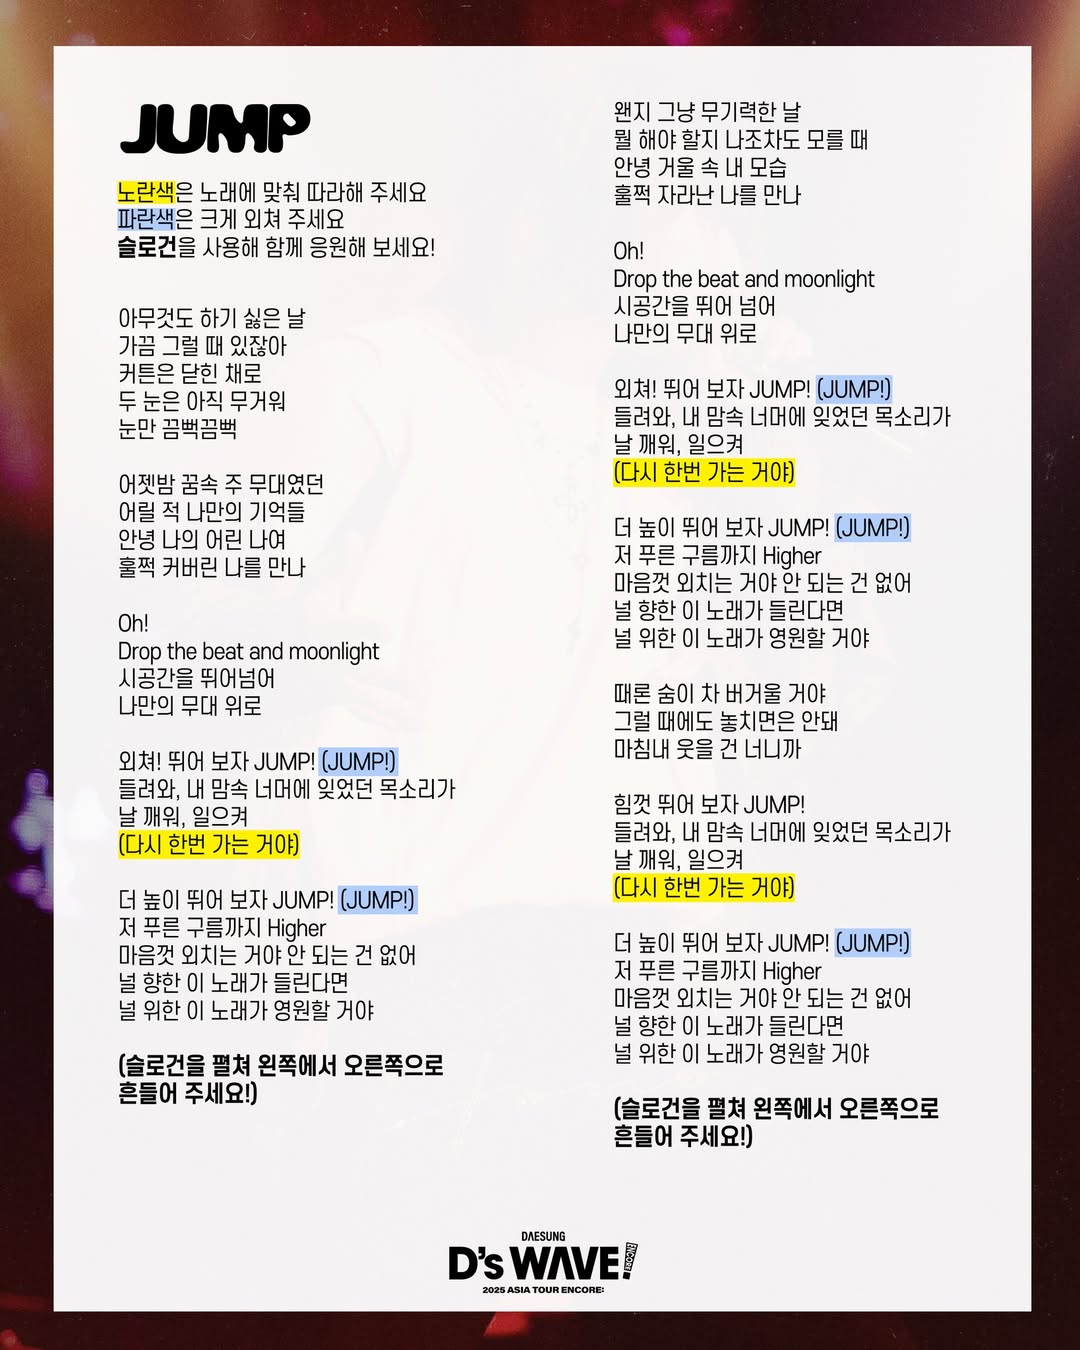 JUMP
노란색은 노래에 맞춰 따라해 주세요
파란색은 크게 외쳐 주세요
슬로건을 사용해 함께 응원해 보세요!
아무것도 하기 싫은 날
가끔 그럴 때 있잖아
커튼은 닫힌 채로
두 눈은 아직 무거워
눈만 끔뻑끔뻑
어젯밤 꿈속 주 무대였던
어릴 적 나만의 기억들
안녕 나의 어린 나여
훌쩍 커버린 나를 만나
Oh!
Drop the beat and moonlight
시공간을 뛰어넘어
나만의 무대 위로
외쳐! 뛰어 보자 JUMP! (JUMP!)
들려와, 내 맘속 너머에 잊었던 목소리가
날 깨워, 일으켜
(다시 한번 가는 거야)
더 높이 뛰어 보자 JUMP! (JUMP!)
저 푸른 구름까지 Higher
마음껏 외치는 거야 안 되는 건 없어
널 향한 이 노래가 들린다면
널 위한 이 노래가 영원할 거야
(슬로건을 펼쳐 왼쪽에서 오른쪽으로
흔들어 주세요!)
왠지 그냥 무기력한 날
뭘 해야 할지 나조차도 모를 때
안녕 거울 속 내 모습
훌쩍 자라난 나를 만나
Oh!
Drop the beat and moonlight
시공간을 뛰어 넘어
나만의 무대 위로
외쳐! 뛰어 보자 JUMP! (JUMP!)
들려와, 내 맘속 너머에 잊었던 목소리가
날 깨워, 일으켜
(다시 한번 가는 거야)
더 높이 뛰어 보자 JUMP! (JUMP!)
저 푸른 구름까지 Higher
마음껏 외치는 거야 안 되는 건 없어
널 향한 이 노래가 들린다면
널 위한 이 노래가 영원할 거야
때론 숨이 차 버거울 거야
그럴 때에도 놓치면은 안돼
마침내 웃을 건 너니까
힘껏 뛰어 보자 JUMP!
들려와, 내 맘속 너머에 잊었던 목소리가
날 깨워, 일으켜
(다시 한번 가는 거야)
더 높이 뛰어 보자 JUMP! (JUMP!)
저 푸른 구름까지 Higher
마음껏 외치는 거야 안 되는 건 없어
널 향한 이 노래가 들린다면
널 위한 이 노래가 영원할 거야
(슬로건을 펼쳐 왼쪽에서 오른쪽으로
흔들어 주세요!)
DAESUNG
D's WAVE! ENCORE
2025 ASIA TOUR ENCORE: